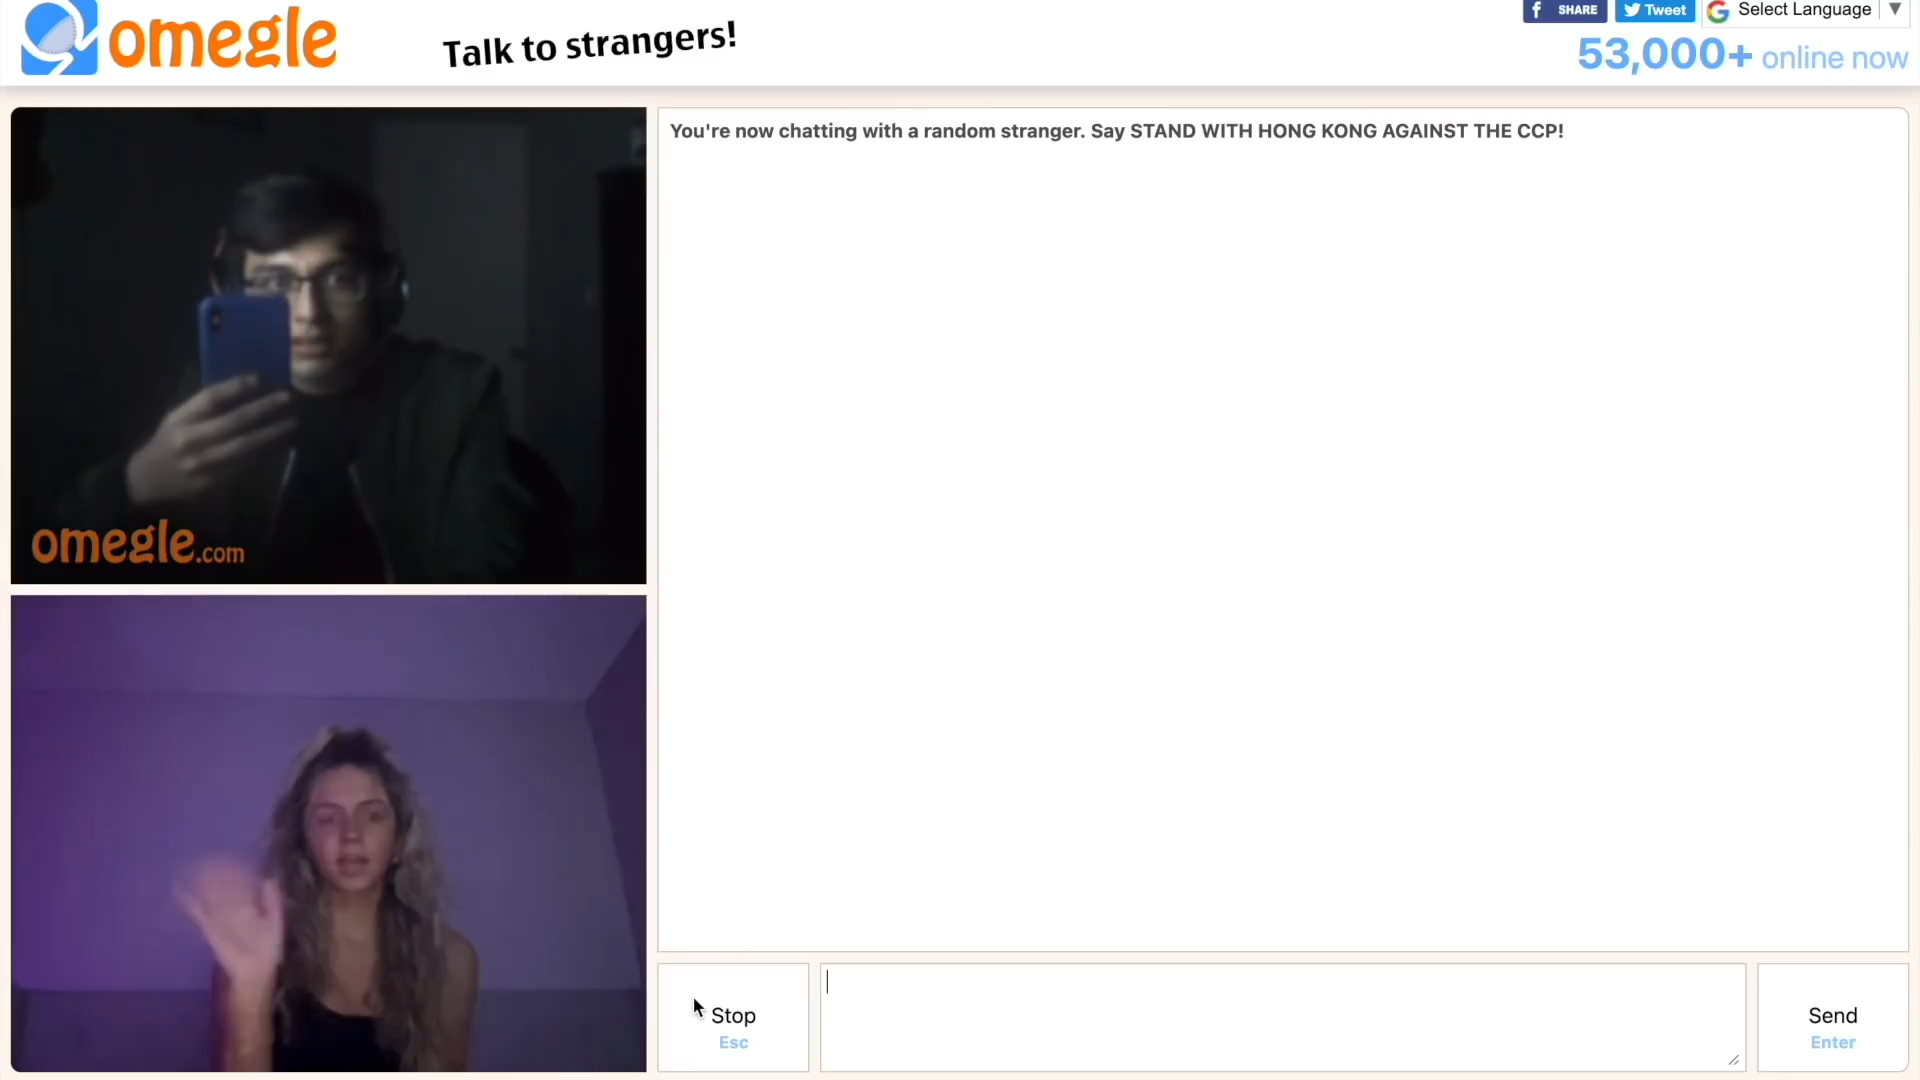 omegle
Talk to strangers!
SHARE
Tweet
Select Language ▼
53,000+ online now
You're now chatting with a random stranger. Say STAND WITH HONG KONG AGAINST THE CCP!
omegle.com
Stop
Esc
Send
Enter